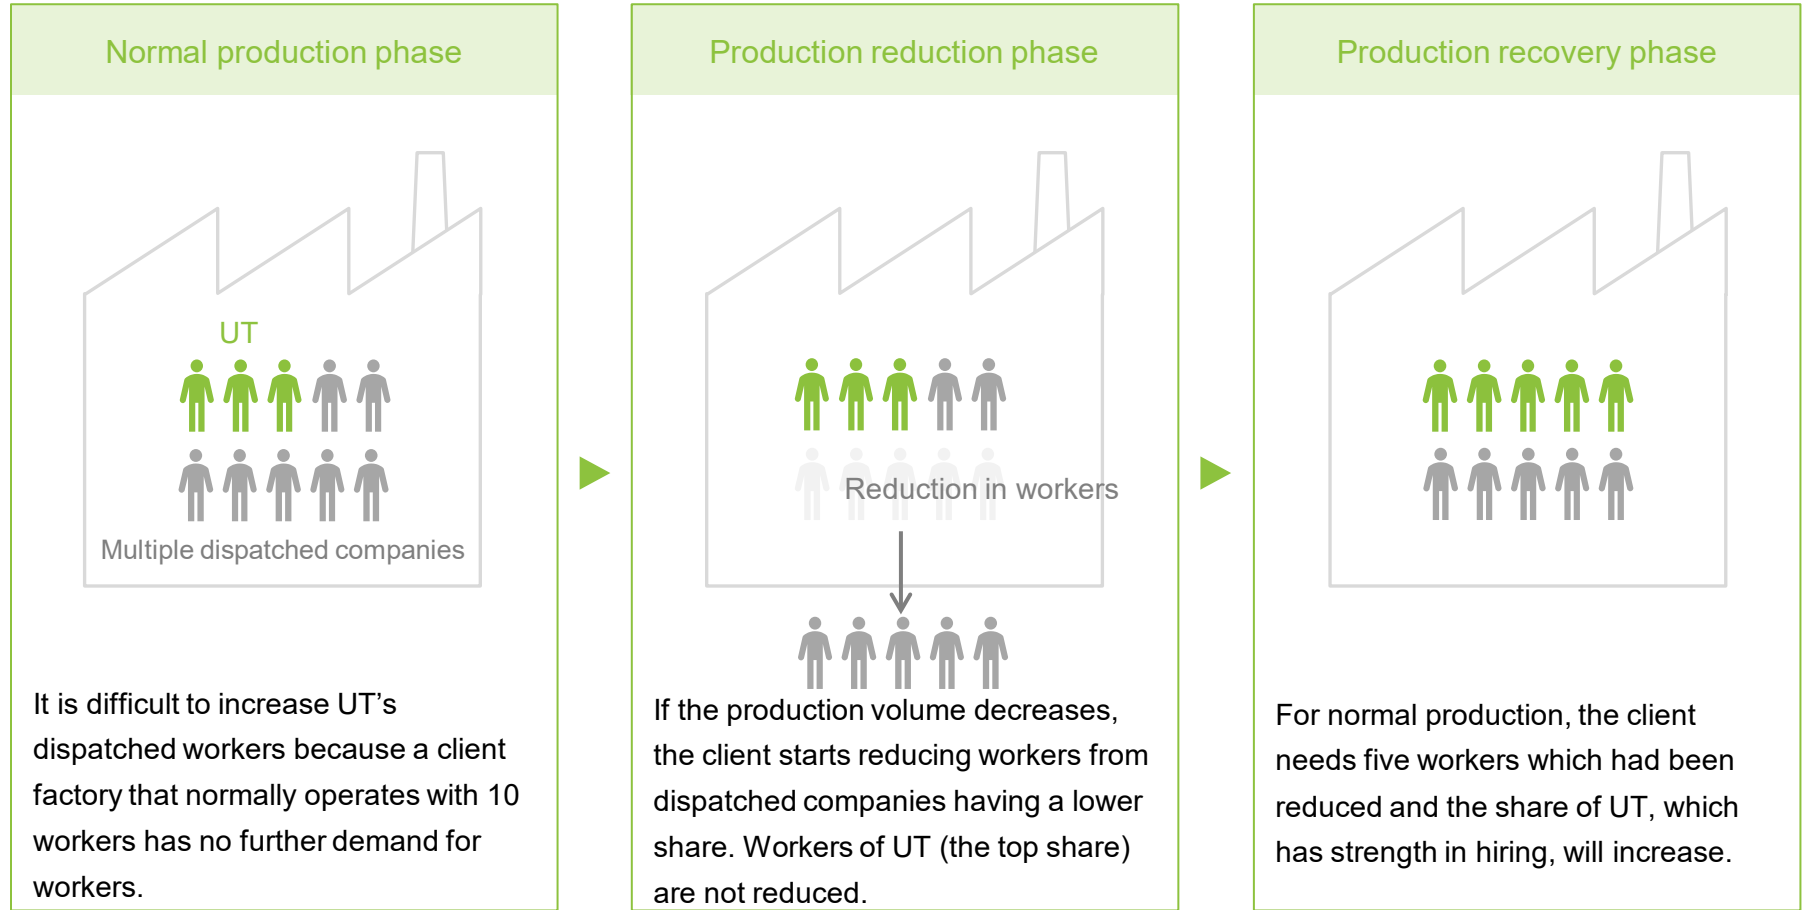 Normal production phase
UT
Multiple dispatched companies
It is difficult to increase UT’s
dispatched workers because a client
factory that normally operates with 10
workers has no further demand for
workers.
Production reduction phase
Reduction in workers
If the production volume decreases,
the client starts reducing workers from
dispatched companies having a lower
share. Workers of UT (the top share)
are not reduced.
Production recovery phase
For normal production, the client
needs five workers which had been
reduced and the share of UT, which
has strength in hiring, will increase.